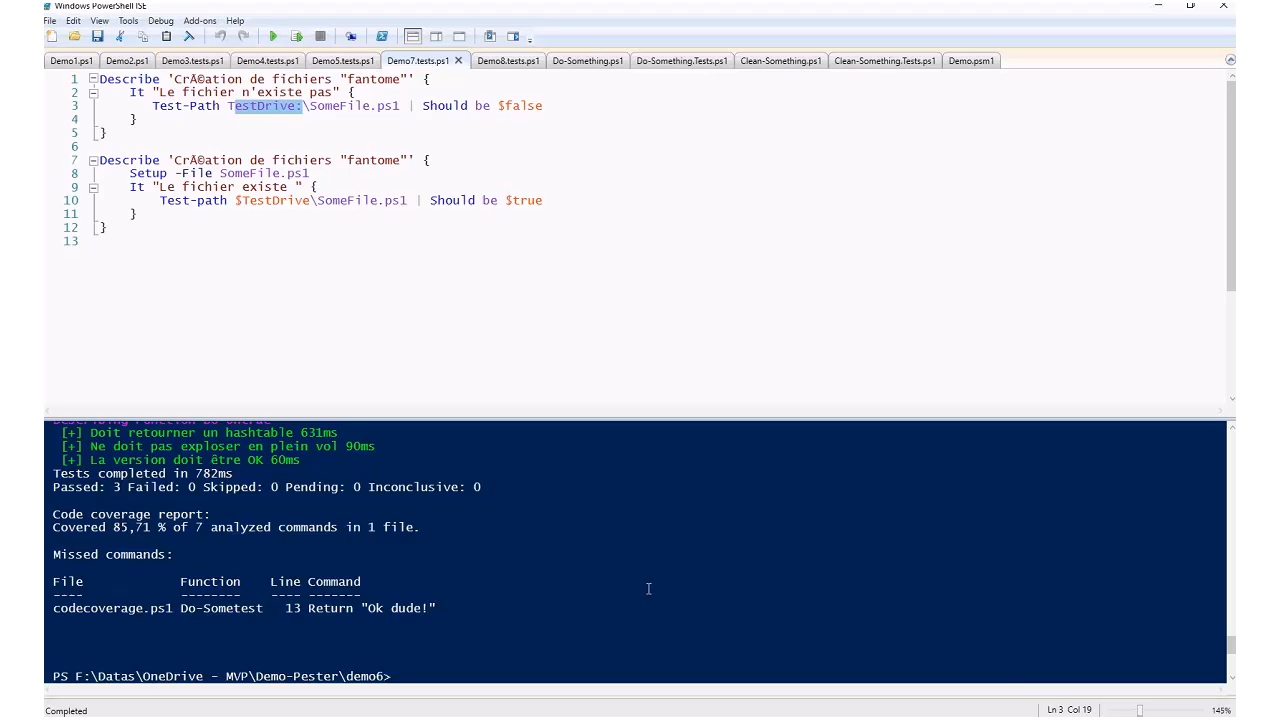 Windows PowerShell ISE
File Edit View Tools Debug Add-ons Help
Demo1.ps1 Demo2.ps1 Demo3.tests.ps1 Demo4.tests.ps1 Demo5.tests.ps1 Demo7.tests.ps1 Demo8.tests.ps1 Do-Something.ps1 Do-Something.Tests.ps1 Clean-Something.ps1 Clean-Something.Tests.ps1 Demo.psm1
1 Describe 'CrÃ©ation de fichiers "fantome"' {
2 It "Le fichier n'existe pas" {
3 Test-Path TestDrive:\SomeFile.ps1 | Should be $false
4 }
5 }
6
7 Describe 'CrÃ©ation de fichiers "fantome"' {
8 Setup -File SomeFile.ps1
9 It "Le fichier existe " {
10 Test-path $TestDrive\SomeFile.ps1 | Should be $true
11 }
12 }
13
[+] Doit retourner un hashtable 631ms
[+] Ne doit pas exploser en plein vol 90ms
[+] La version doit être OK 60ms
Tests completed in 782ms
Passed: 3 Failed: 0 Skipped: 0 Pending: 0 Inconclusive: 0
Code coverage report:
Covered 85,71 % of 7 analyzed commands in 1 file.
Missed commands:
File Function Line Command
---- -------- ---- -------
codecoverage.ps1 Do-Sometest 13 Return "Ok dude!"
PS F:\Datas\OneDrive - MVP\Demo-Pester\demo6>
Completed Ln 3 Col 19 145%